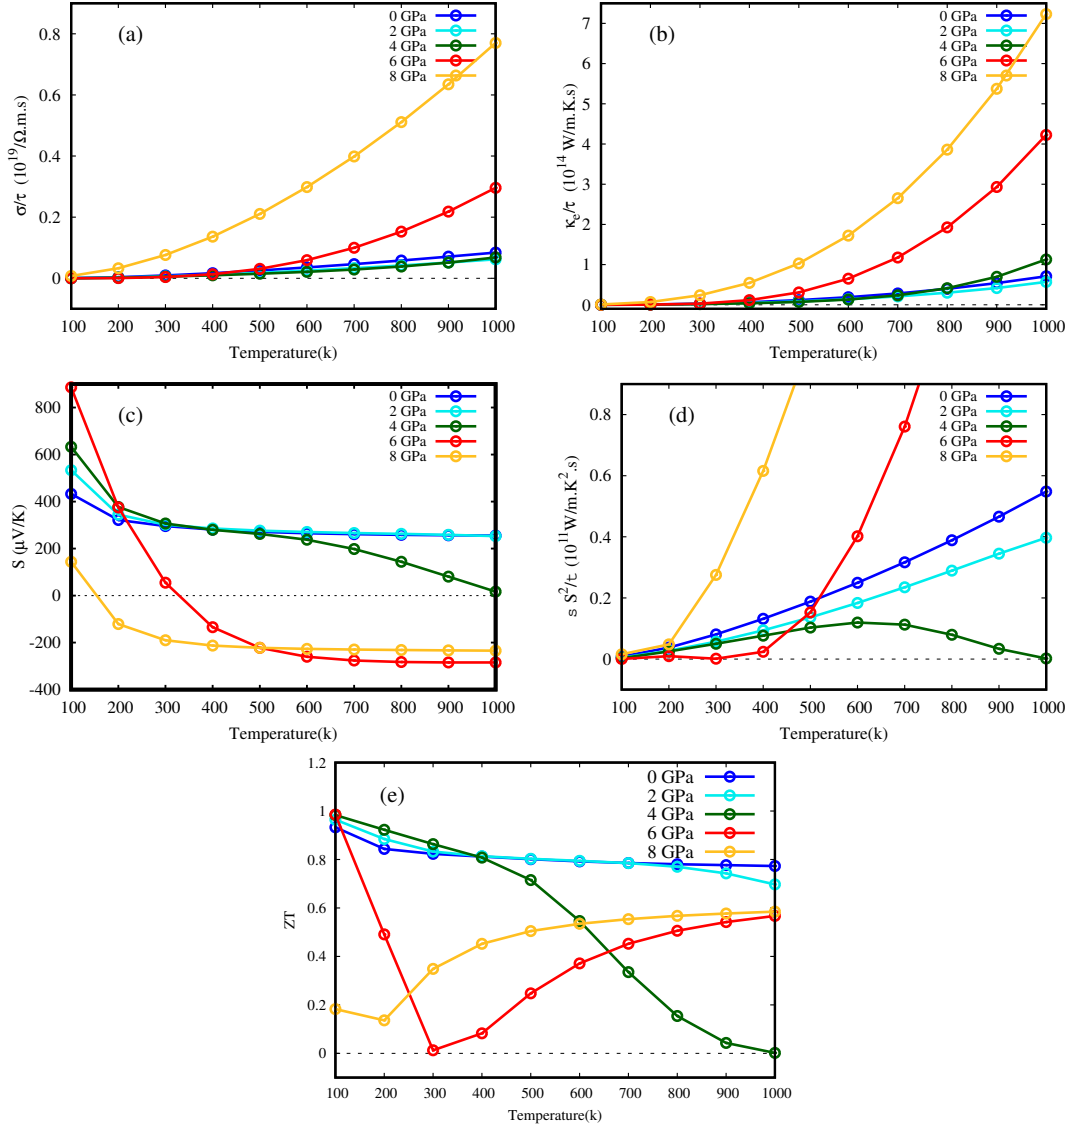 (a)
0 GPa
2 GPa
4 GPa
6 GPa
8 GPa
0.8
0.6
0.4
0.2
0
σ/τ (10^19/Ω.m.s)
100 200 300 400 500 600 700 800 900 1000
Temperature(k)
(b)
0 GPa
2 GPa
4 GPa
6 GPa
8 GPa
7
6
5
4
3
2
1
0
κ_e/τ (10^14 W/m.K.s)
100 200 300 400 500 600 700 800 900 1000
Temperature(k)
(c)
0 GPa
2 GPa
4 GPa
6 GPa
8 GPa
800
600
400
200
0
-200
-400
S (μV/K)
100 200 300 400 500 600 700 800 900 1000
Temperature(k)
(d)
0 GPa
2 GPa
4 GPa
6 GPa
8 GPa
0.8
0.6
0.4
0.2
0
s S^2/t (10^11W/m.K^2.s)
100 200 300 400 500 600 700 800 900 1000
Temperature(k)
(e)
0 GPa
2 GPa
4 GPa
6 GPa
8 GPa
1.2
1
0.8
0.6
0.4
0.2
0
ZT
100 200 300 400 500 600 700 800 900 1000
Temperature(k)